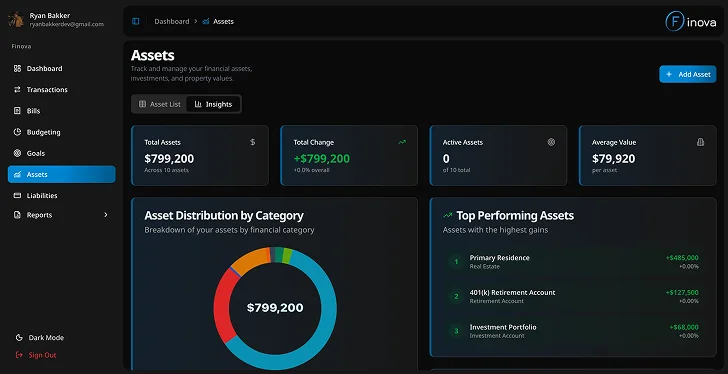 Ryan Bakker
ryanbakkerdev@gmail.com
Finova
Dashboard
Transactions
Bills
Budgeting
Goals
Assets
Liabilities
Reports
Dark Mode
Sign Out
Dashboard > Assets
Finova
Assets
Track and manage your financial assets,
investments, and property values.
+ Add Asset
Asset List
Insights
Total Assets
$
$799,200
Across 10 assets
Total Change
+$799,200
+0.0% overall
Active Assets
0
of 10 total
Average Value
$79,920
per asset
Asset Distribution by Category
Breakdown of your assets by financial category
$799,200
Top Performing Assets
Assets with the highest gains
1
Primary Residence
Real Estate
+$485,000
+0.00%
2
401(k) Retirement Account
Retirement Account
+$127,500
+0.00%
3
Investment Portfolio
Investment Account
+$68,000
+0.00%